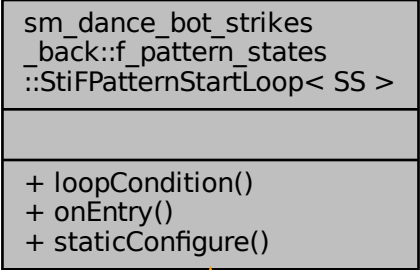 sm_dance_bot_strikes
_back::f_pattern_states
::StiFPatternStartLoop< SS >
+ loopCondition()
+ onEntry()
+ staticConfigure()